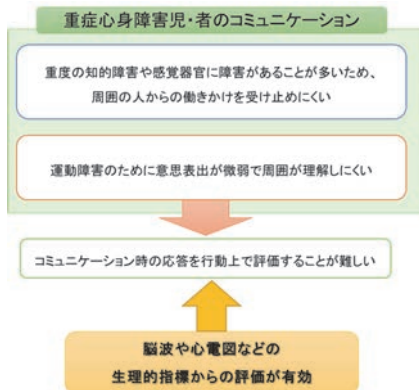 重症心身障害児・者のコミュニケーション
重度の知的障害や感覚器官に障害があることが多いため、
周囲の人からの働きかけを受け止めにくい
運動障害のために意思表出が微弱で周囲が理解しにくい
コミュニケーション時の応答を行動上で評価することが難しい
脳波や心電図などの
生理的指標からの評価が有効